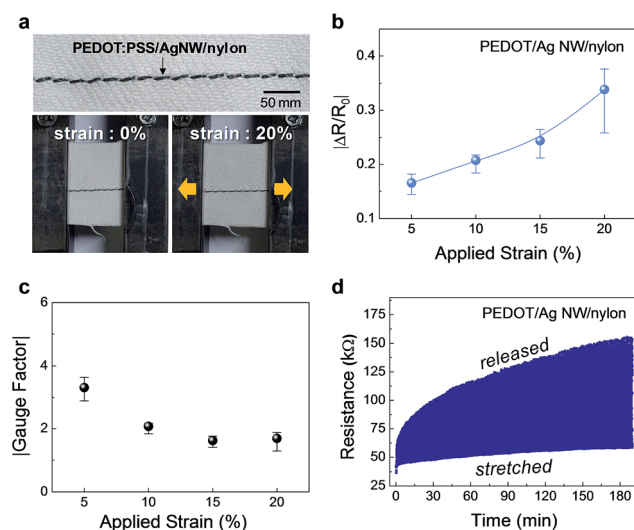 a
PEDOT:PSS/AgNW/nylon
50 mm
strain : 0%
strain : 20%
b
PEDOT/Ag NW/nylon
|ΔR/R0|
0.4
0.3
0.2
0.1
5 10 15 20
Applied Strain (%)
c
|Gauge Factor|
6
4
2
0
5 10 15 20
Applied Strain (%)
d
PEDOT/Ag NW/nylon
Resistance (kΩ)
175
150
125
100
75
50
25
released
stretched
0 30 60 90 120 150 180
Time (min)